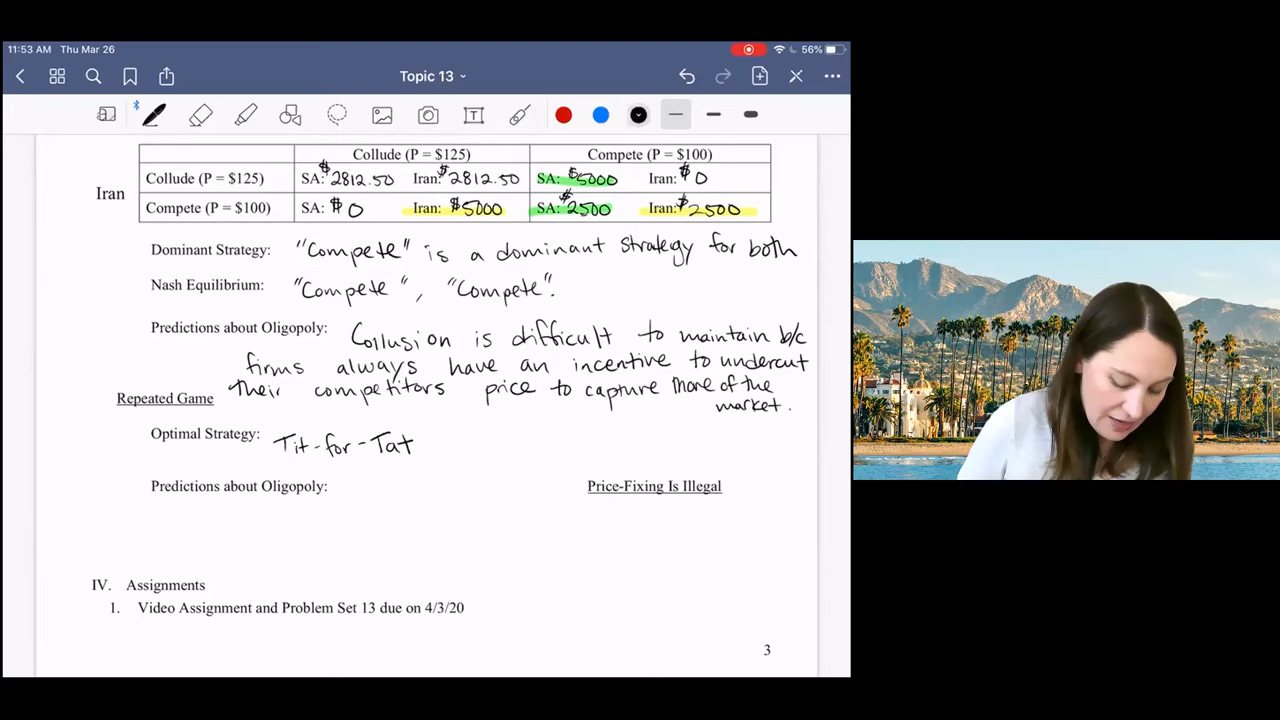 11:53 AM Thu Mar 26
56%
Topic 13
Collude (P = $125) Compete (P = $100)
Iran
Collude (P = $125) SA: $2812.50 Iran: $2812.50 SA: $5000 Iran: $0
Compete (P = $100) SA: $0 Iran: $5000 SA: $2500 Iran: $2500
Dominant Strategy: "Compete" is a dominant strategy for both
Nash Equilibrium: "Compete", "Compete".
Predictions about Oligopoly: Collusion is difficult to maintain b/c
firms always have an incentive to undercut
their competitors price to capture more of the
market.
Repeated Game
Optimal Strategy: Tit-for-Tat
Predictions about Oligopoly: Price-Fixing Is Illegal
IV. Assignments
1. Video Assignment and Problem Set 13 due on 4/3/20
3